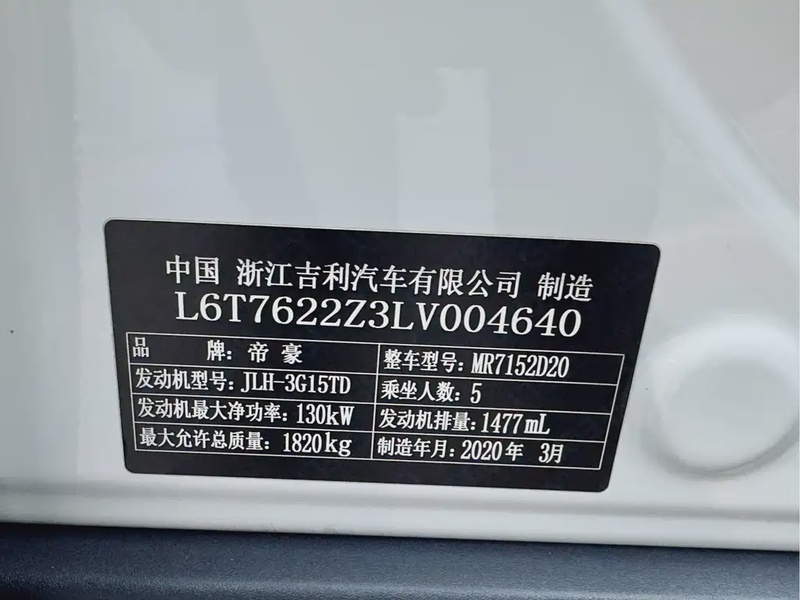 中国 浙江吉利汽车有限公司 制造
L6T7622Z3LV004640
品 牌: 帝豪 整车型号: MR7152D20
发动机型号: JLH-3G15TD 乘坐人数: 5
发动机最大净功率: 130kW 发动机排量: 1477mL
最大允许总质量: 1820kg 制造年月: 2020年 3月